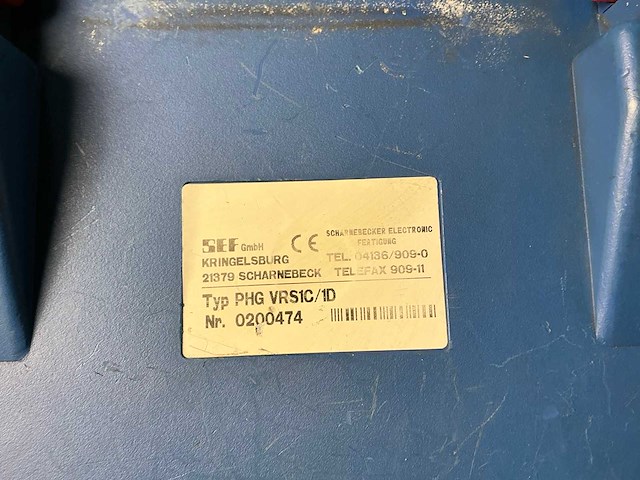 SEF GmbH
KRINGELSBURG
21379 SCHARNEBECK
CE
SCHARNEBECKER ELECTRONIC
FERTIGUNG
TEL. 04136/909-0
TELEFAX 909-11
Typ PHG VRS1C/1D
Nr. 0200474